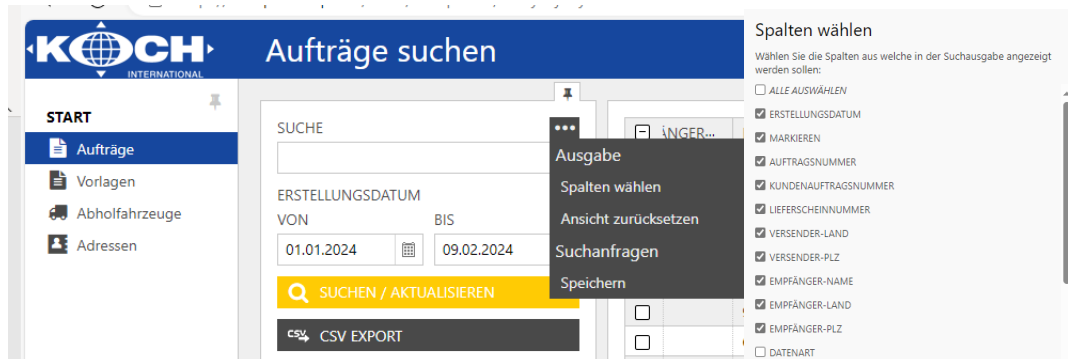 KOCH
INTERNATIONAL
Aufträge suchen
START
Aufträge
Vorlagen
Abholfahrzeuge
Adressen
SUCHE
ERSTELLUNGSDATUM
VON BIS
01.01.2024 09.02.2024
SUCHEN / AKTUALISIEREN
CSV CSV EXPORT
Ausgabe
Spalten wählen
Ansicht zurücksetzen
Suchanfragen
Speichern
ÄNGER...
Spalten wählen
Wählen Sie die Spalten aus welche in der Suchausgabe angezeigt
werden sollen:
ALLE AUSWÄHLEN
ERSTELLUNGSDATUM
MARKIEREN
AUFTRAGSNUMMER
KUNDENAUFTRAGSNUMMER
LIEFERSCHEINNUMMER
VERSENDER-LAND
VERSENDER-PLZ
EMPFÄNGER-NAME
EMPFÄNGER-LAND
EMPFÄNGER-PLZ
DATENART